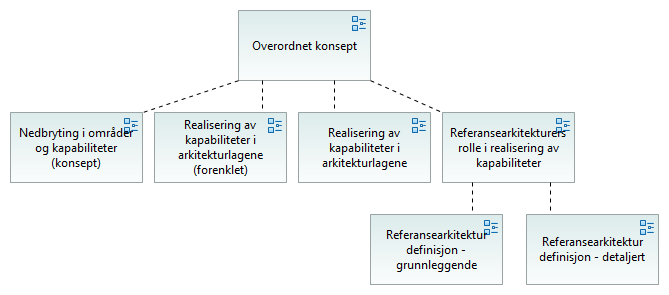 Overordnet konsept
Nedbryting i områder
og kapabiliteter
(konsept)
Realisering av
kapabiliteter i
arkitekturlagene
(forenklet)
Realisering av
kapabiliteter i
arkitekturlagene
Referansearkitekturers
rolle i realisering av
kapabiliteter
Referansearkitektur
definisjon -
grunnleggende
Referansearkitektur
definisjon - detaljert